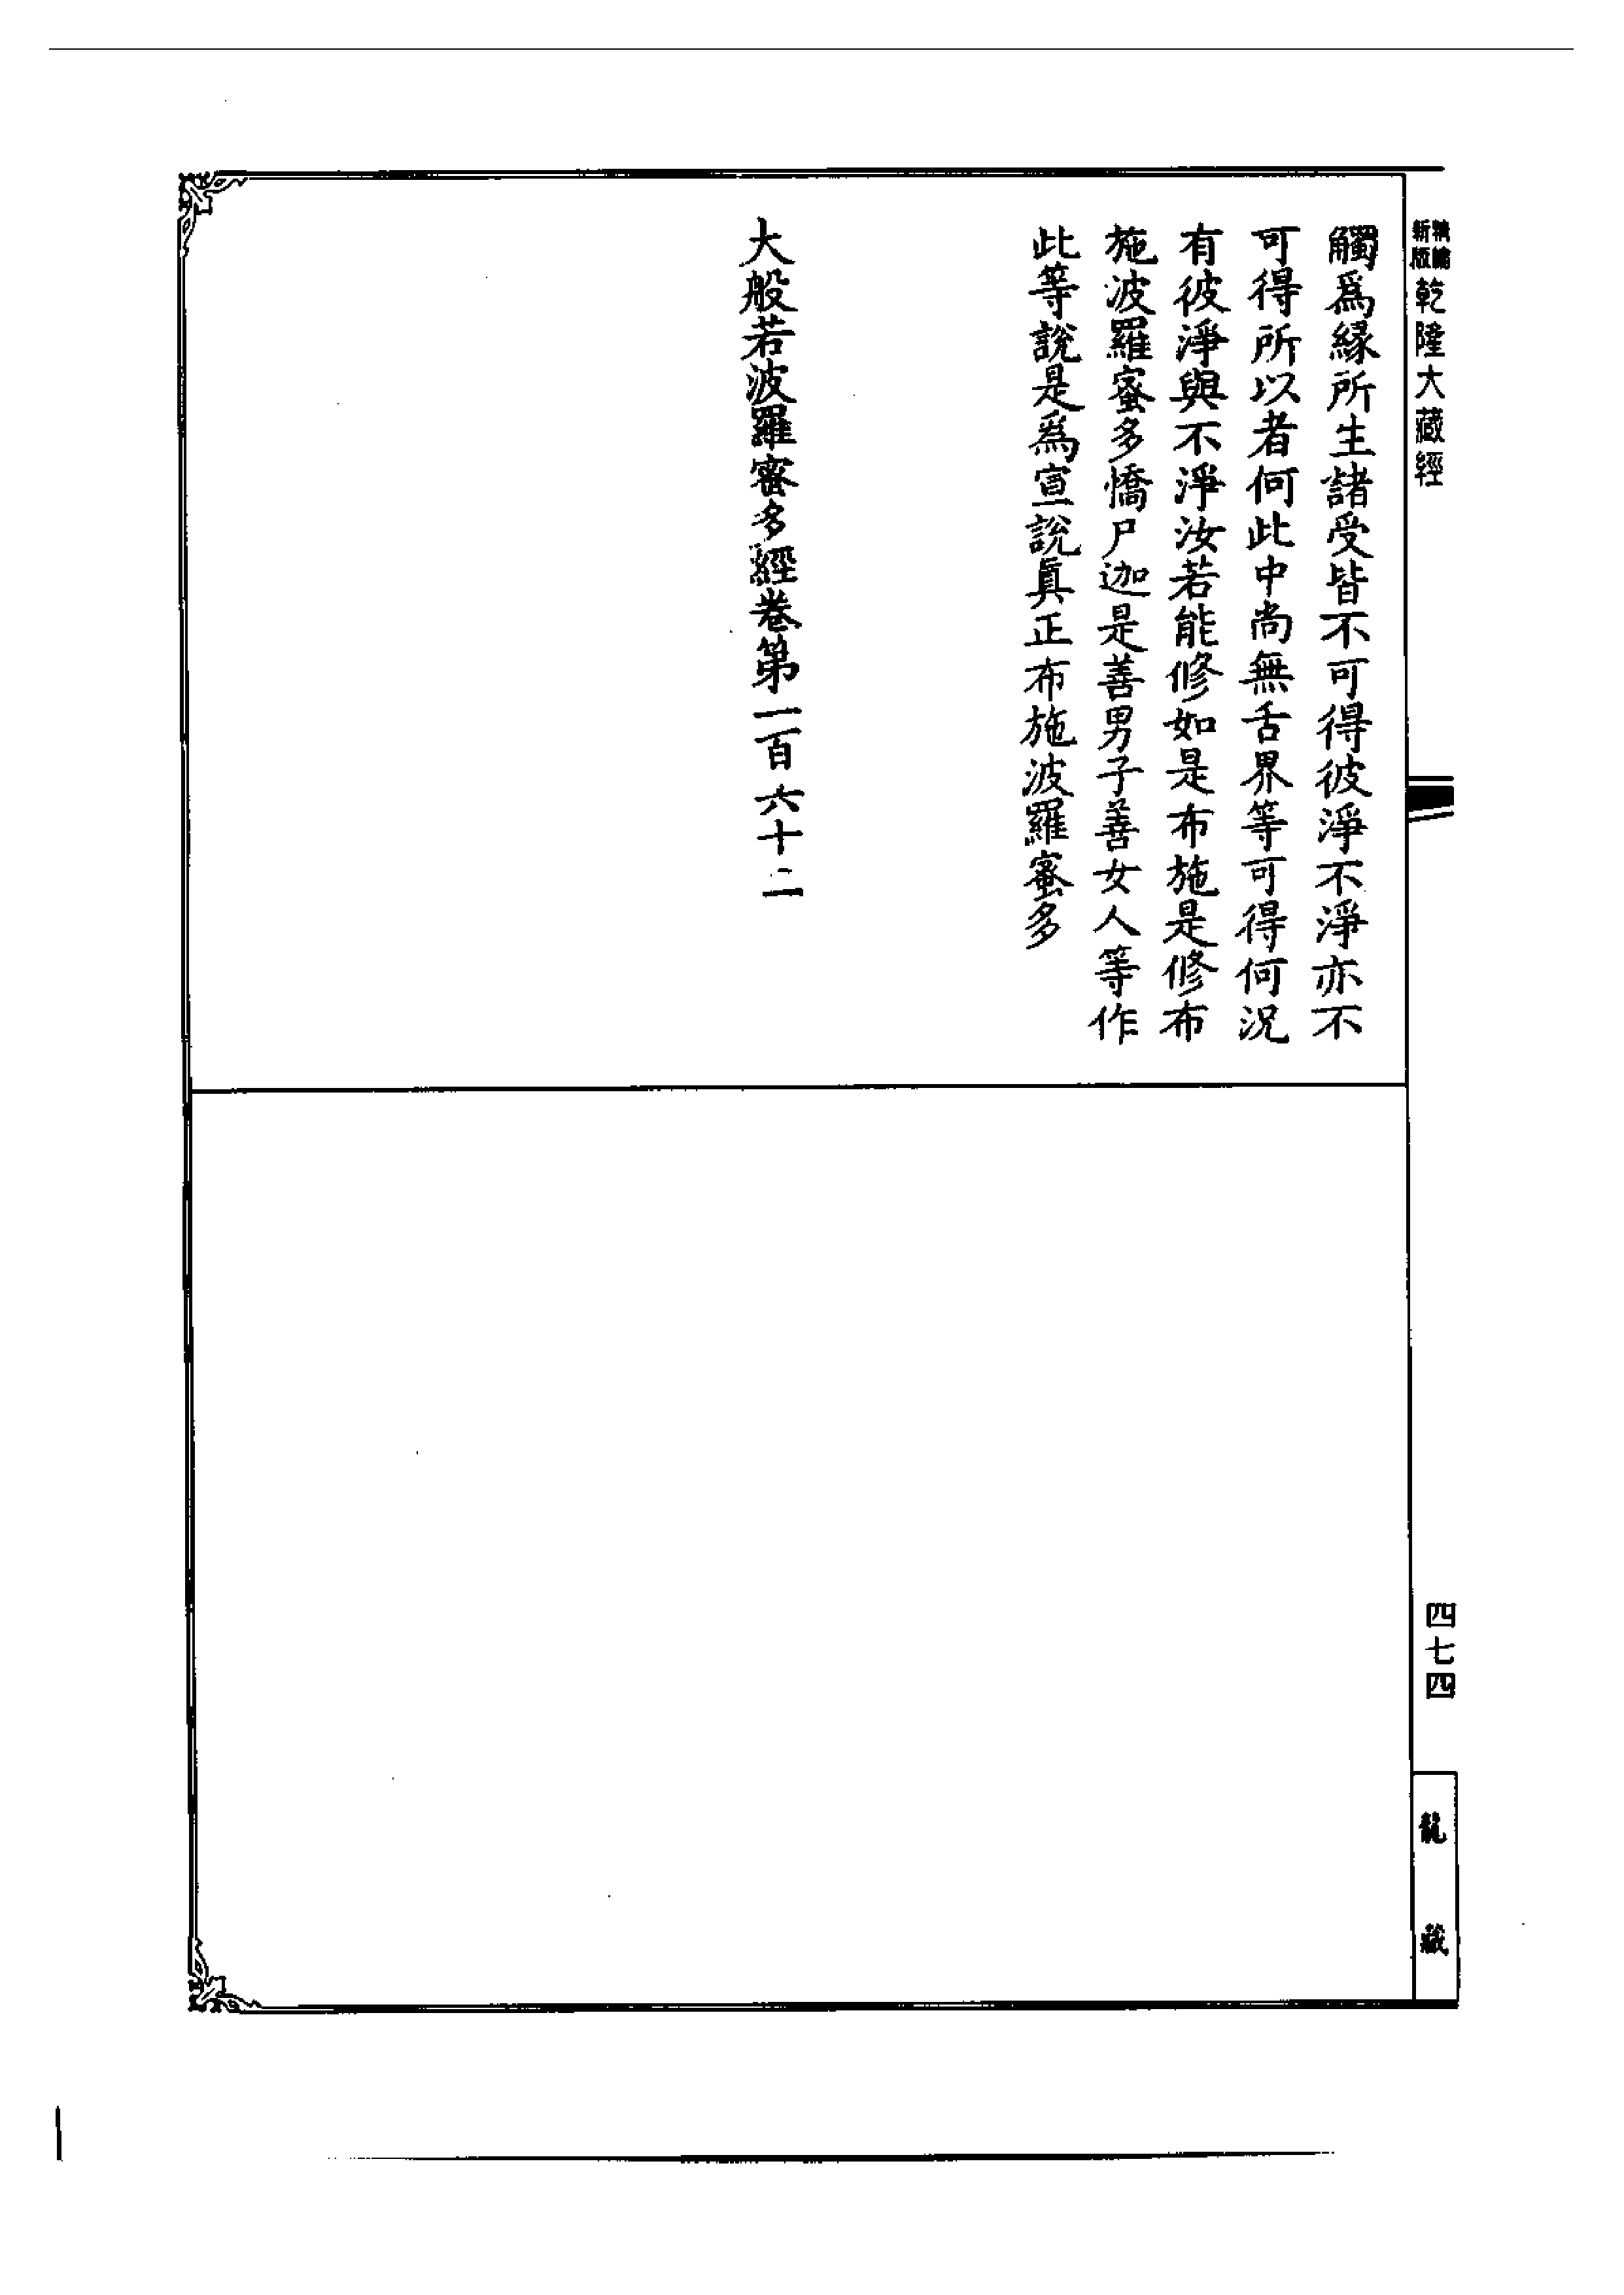 新版
乾隆大藏經
觸爲緣所生諸受皆不可得彼淨不淨亦不
可得所以者何此中尚無舌界等可得何況
有彼淨與不淨汝若能修如是布施是修布
施波羅蜜多憍尸迦是善男子善女人等作
此等說是爲宣說眞正布施波羅蜜多
大般若波羅密多經卷第一百六十二
四七四
龍藏